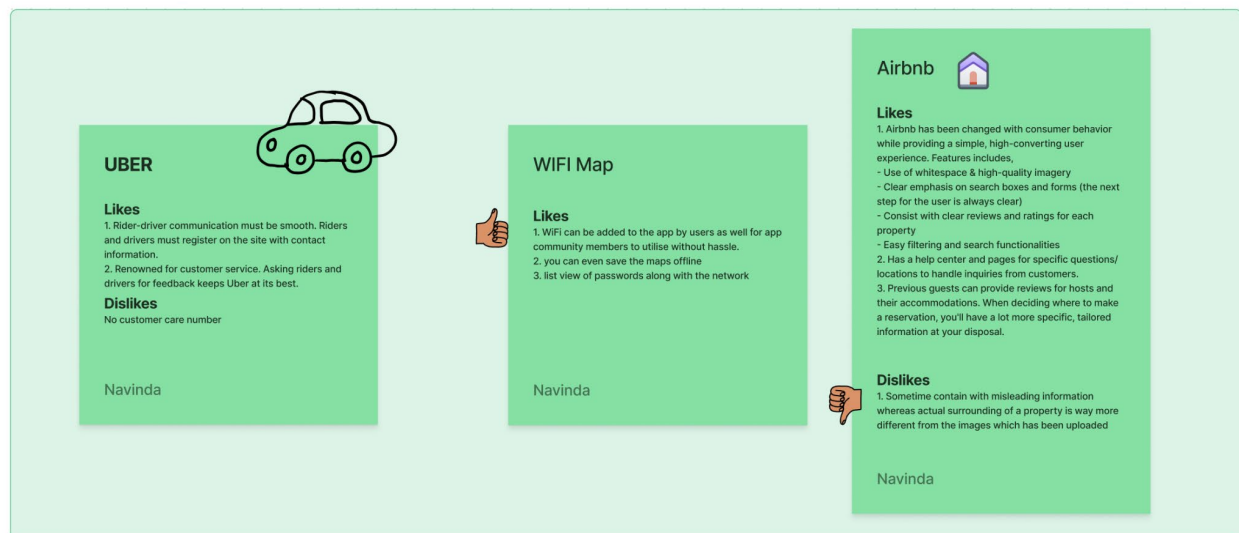 UBER
Likes
1. Rider-driver communication must be smooth. Riders
and drivers must register on the site with contact
information.
2. Renowned for customer service. Asking riders and
drivers for feedback keeps Uber at its best.
Dislikes
No customer care number
Navinda
WIFI Map
Likes
1. WiFi can be added to the app by users as well for app
community members to utilise without hassle.
2. you can even save the maps offline
3. list view of passwords along with the network
Navinda
Airbnb
Likes
1. Airbnb has been changed with consumer behavior
while providing a simple, high-converting user
experience. Features includes,
- Use of whitespace & high-quality imagery
- Clear emphasis on search boxes and forms (the next
step for the user is always clear)
- Consist with clear reviews and ratings for each
property
- Easy filtering and search functionalities
2. Has a help center and pages for specific questions/
locations to handle inquiries from customers.
3. Previous guests can provide reviews for hosts and
their accommodations. When deciding where to make
a reservation, you'll have a lot more specific, tailored
information at your disposal.
Dislikes
1. Sometime contain with misleading information
whereas actual surrounding of a property is way more
different from the images which has been uploaded
Navinda